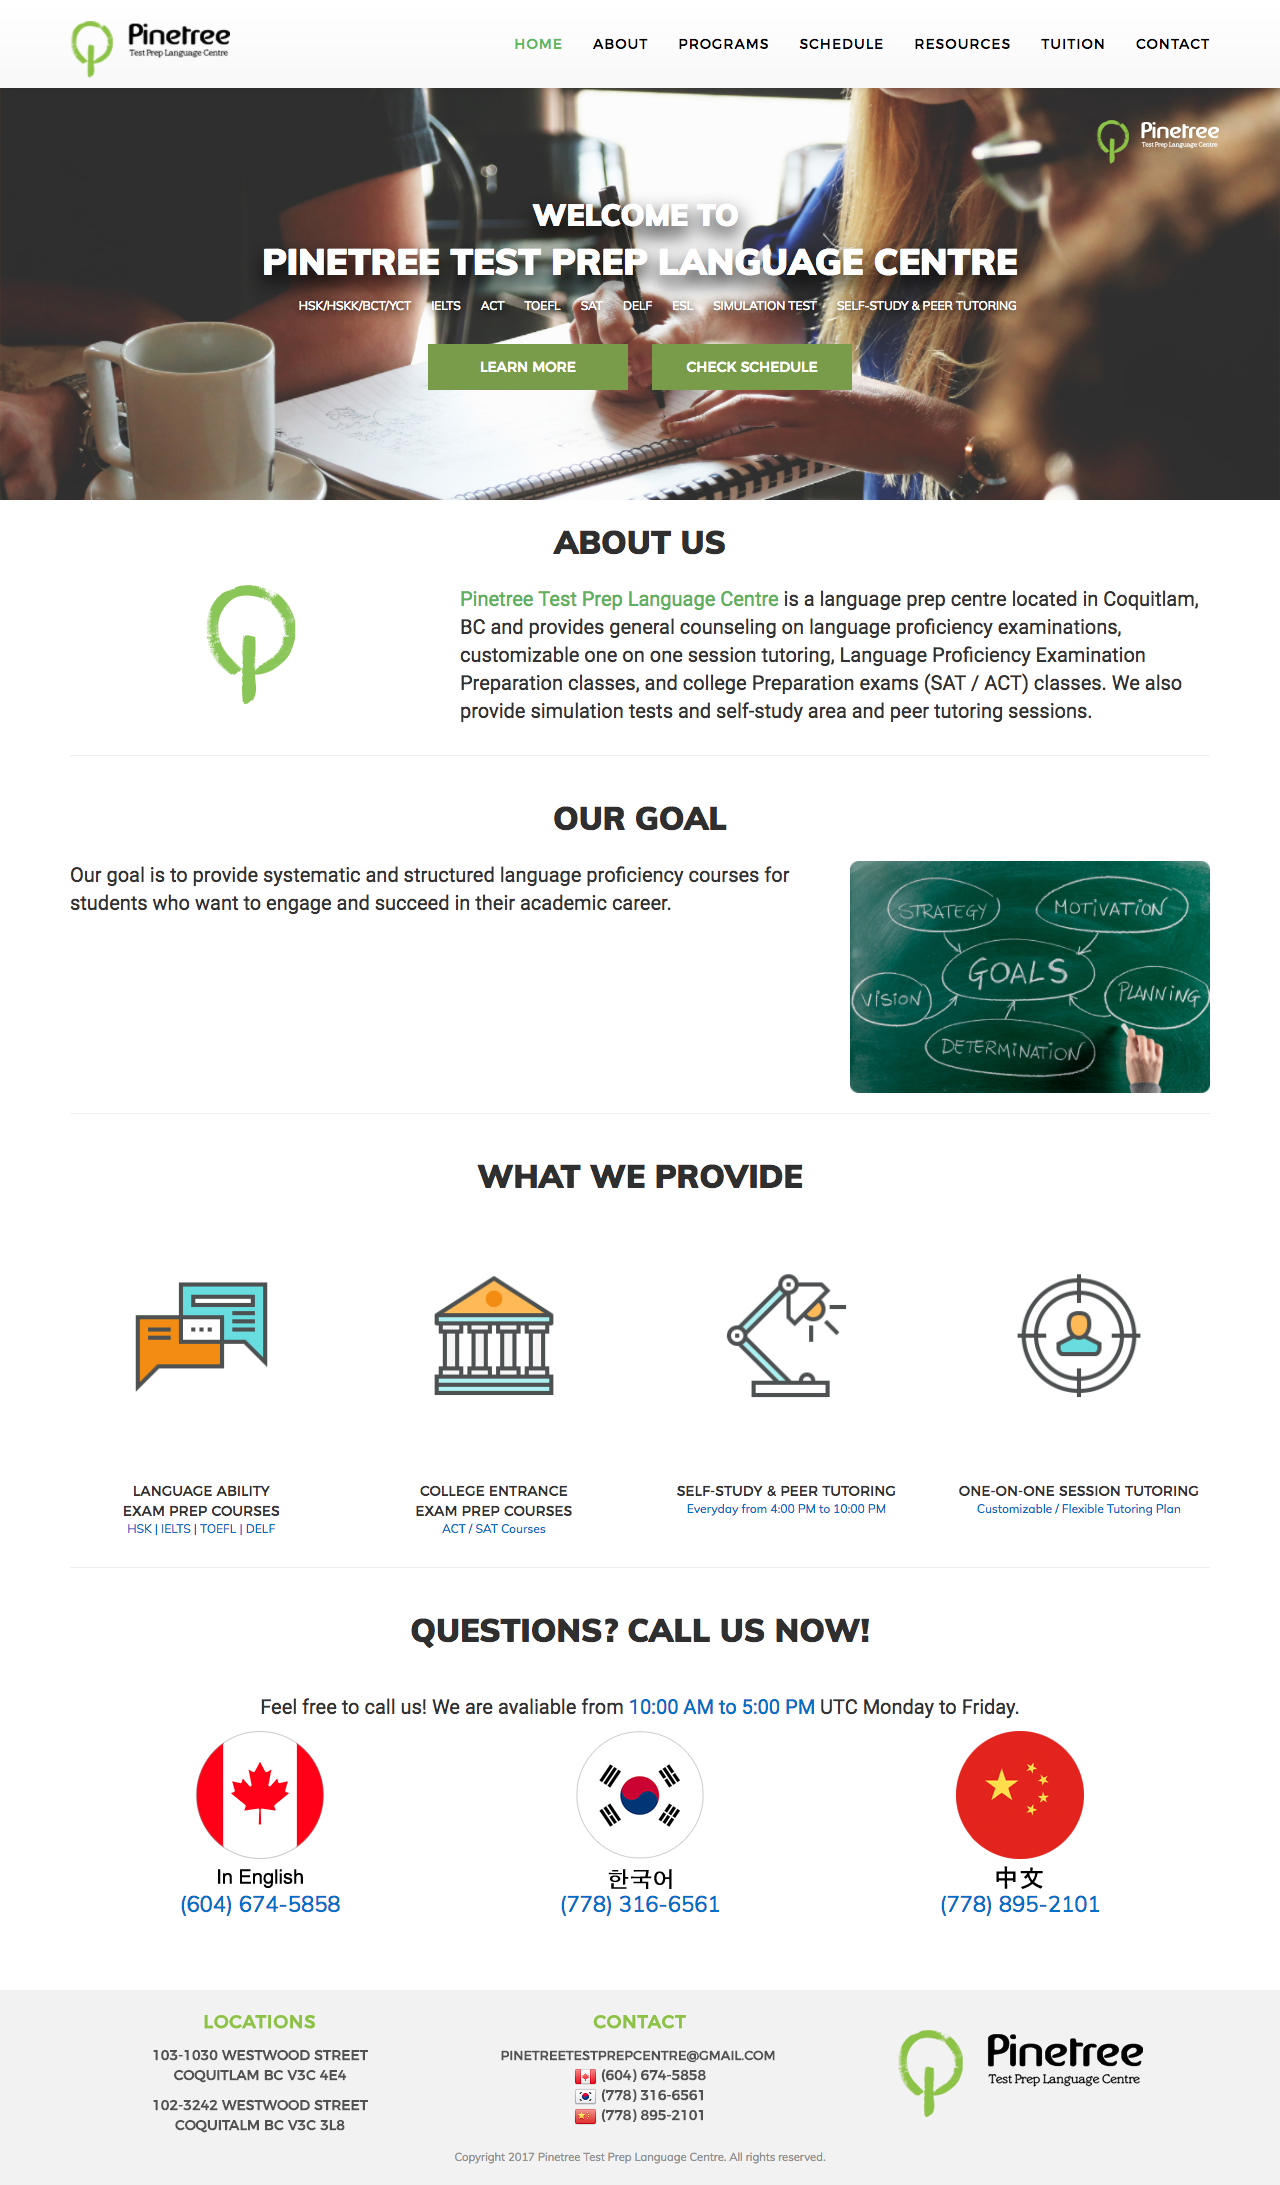 Pinetree
Test Prep Language Centre
HOME ABOUT PROGRAMS SCHEDULE RESOURCES TUITION CONTACT
Pinetree
Test Prep Language Centre
WELCOME TO
PINETREE TEST PREP LANGUAGE CENTRE
HSK/HSKK/BCT/YCT IELTS ACT TOEFL SAT DELF ESL SIMULATION TEST SELF-STUDY & PEER TUTORING
LEARN MORE CHECK SCHEDULE
ABOUT US
Pinetree Test Prep Language Centre is a language prep centre located in Coquitlam,
BC and provides general counseling on language proficiency examinations,
customizable one on one session tutoring, Language Proficiency Examination
Preparation classes, and college Preparation exams (SAT / ACT) classes. We also
provide simulation tests and self-study area and peer tutoring sessions.
OUR GOAL
Our goal is to provide systematic and structured language proficiency courses for
students who want to engage and succeed in their academic career.
STRATEGY
MOTIVATION
GOALS
VISION
PLANNING
DETERMINATION
WHAT WE PROVIDE
LANGUAGE ABILITY
EXAM PREP COURSES
HSK | IELTS | TOEFL | DELF
COLLEGE ENTRANCE
EXAM PREP COURSES
ACT / SAT Courses
SELF-STUDY & PEER TUTORING
Everyday from 4:00 PM to 10:00 PM
ONE-ON-ONE SESSION TUTORING
Customizable / Flexible Tutoring Plan
QUESTIONS? CALL US NOW!
Feel free to call us! We are avaliable from 10:00 AM to 5:00 PM UTC Monday to Friday.
In English
(604) 674-5858
한국어
(778) 316-6561
中文
(778) 895-2101
LOCATIONS
103-1030 WESTWOOD STREET
COQUITLAM BC V3C 4E4
102-3242 WESTWOOD STREET
COQUITALM BC V3C 3L8
CONTACT
PINETREETESTPREPCENTRE@GMAIL.COM
(604) 674-5858
(778) 316-6561
(778) 895-2101
Pinetree
Test Prep Language Centre
Copyright 2017 Pinetree Test Prep Language Centre. All rights reserved.